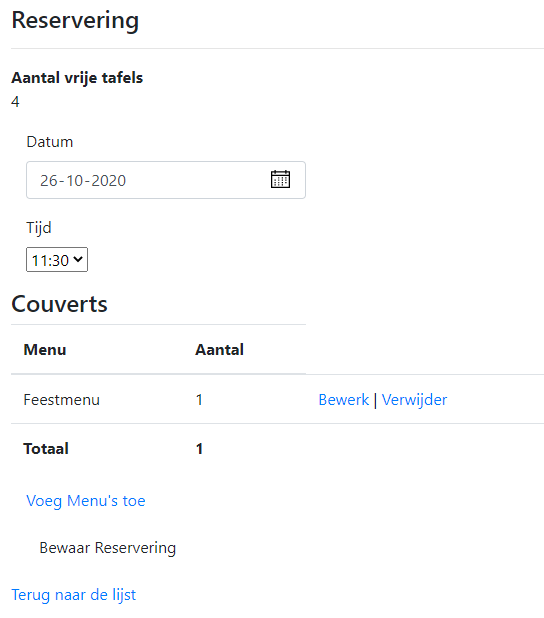 Reservering
Aantal vrije tafels
4
Datum
26-10-2020
Tijd
11:30
Couverts
Menu Aantal
Feestmenu 1 Bewerk | Verwijder
Totaal 1
Voeg Menu's toe
Bewaar Reservering
Terug naar de lijst